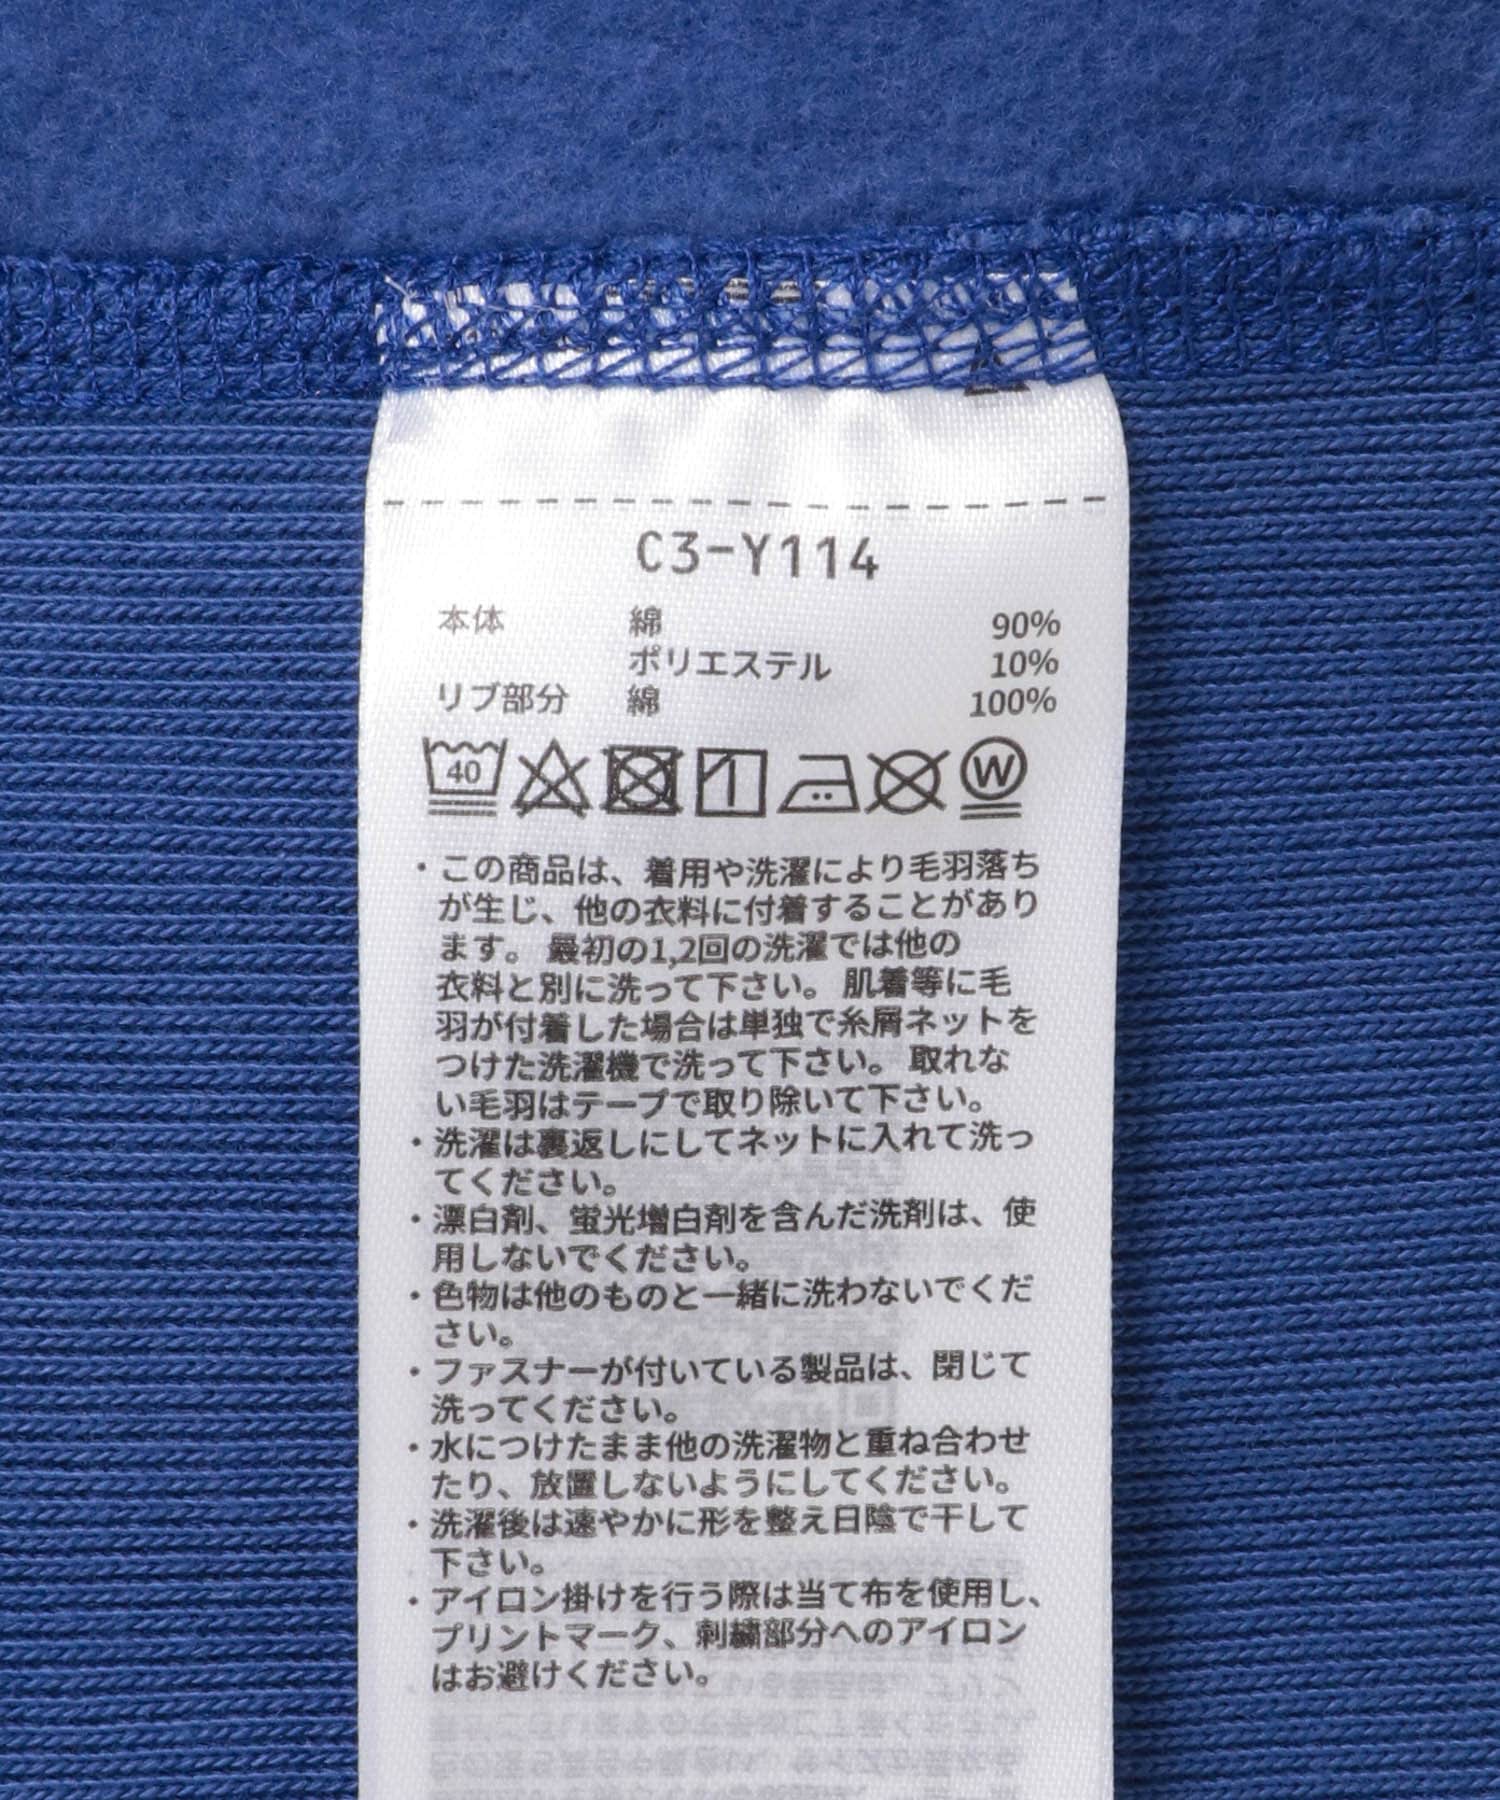 C3-Y114
本体 綿 90%
ポリエステル 10%
リブ部分 綿 100%
40 W
・この商品は、着用や洗濯により毛羽落ち
が生じ、他の衣料に付着することがあり
ます。最初の1,2回の洗濯では他の
衣料と別に洗って下さい。肌着等に毛
羽が付着した場合は単独で糸屑ネットを
つけた洗濯機で洗って下さい。取れな
い毛羽はテープで取り除いて下さい。
・洗濯は裏返しにしてネットに入れて洗っ
てください。
・漂白剤、蛍光増白剤を含んだ洗剤は、使
用しないでください。
・色物は他のものと一緒に洗わないでくだ
さい。
・ファスナーが付いている製品は、閉じて
洗ってください。
・水につけたまま他の洗濯物と重ね合わせ
たり、放置しないようにしてください。
・洗濯後は速やかに形を整え日陰で干して
下さい。
・アイロン掛けを行う際は当て布を使用し、
プリントマーク、刺繍部分へのアイロン
はお避けください。